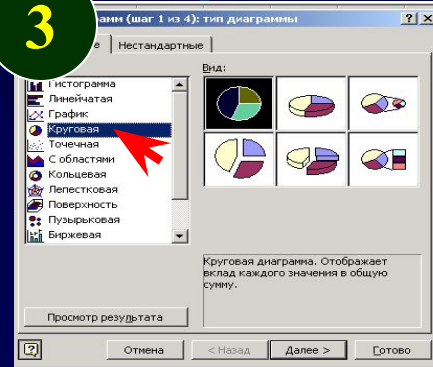 3
рамм (шаг 1 из 4): тип диаграммы
е
Нестандартные
Вид:
Гистограмма
Линейчатая
График
Круговая
Точечная
С областями
Кольцевая
Лепестковая
Поверхность
Пузырьковая
Биржевая
Круговая диаграмма. Отображает
вклад каждого значения в общую
сумму.
Просмотр результата
Отмена
< Назад
Далее >
Готово